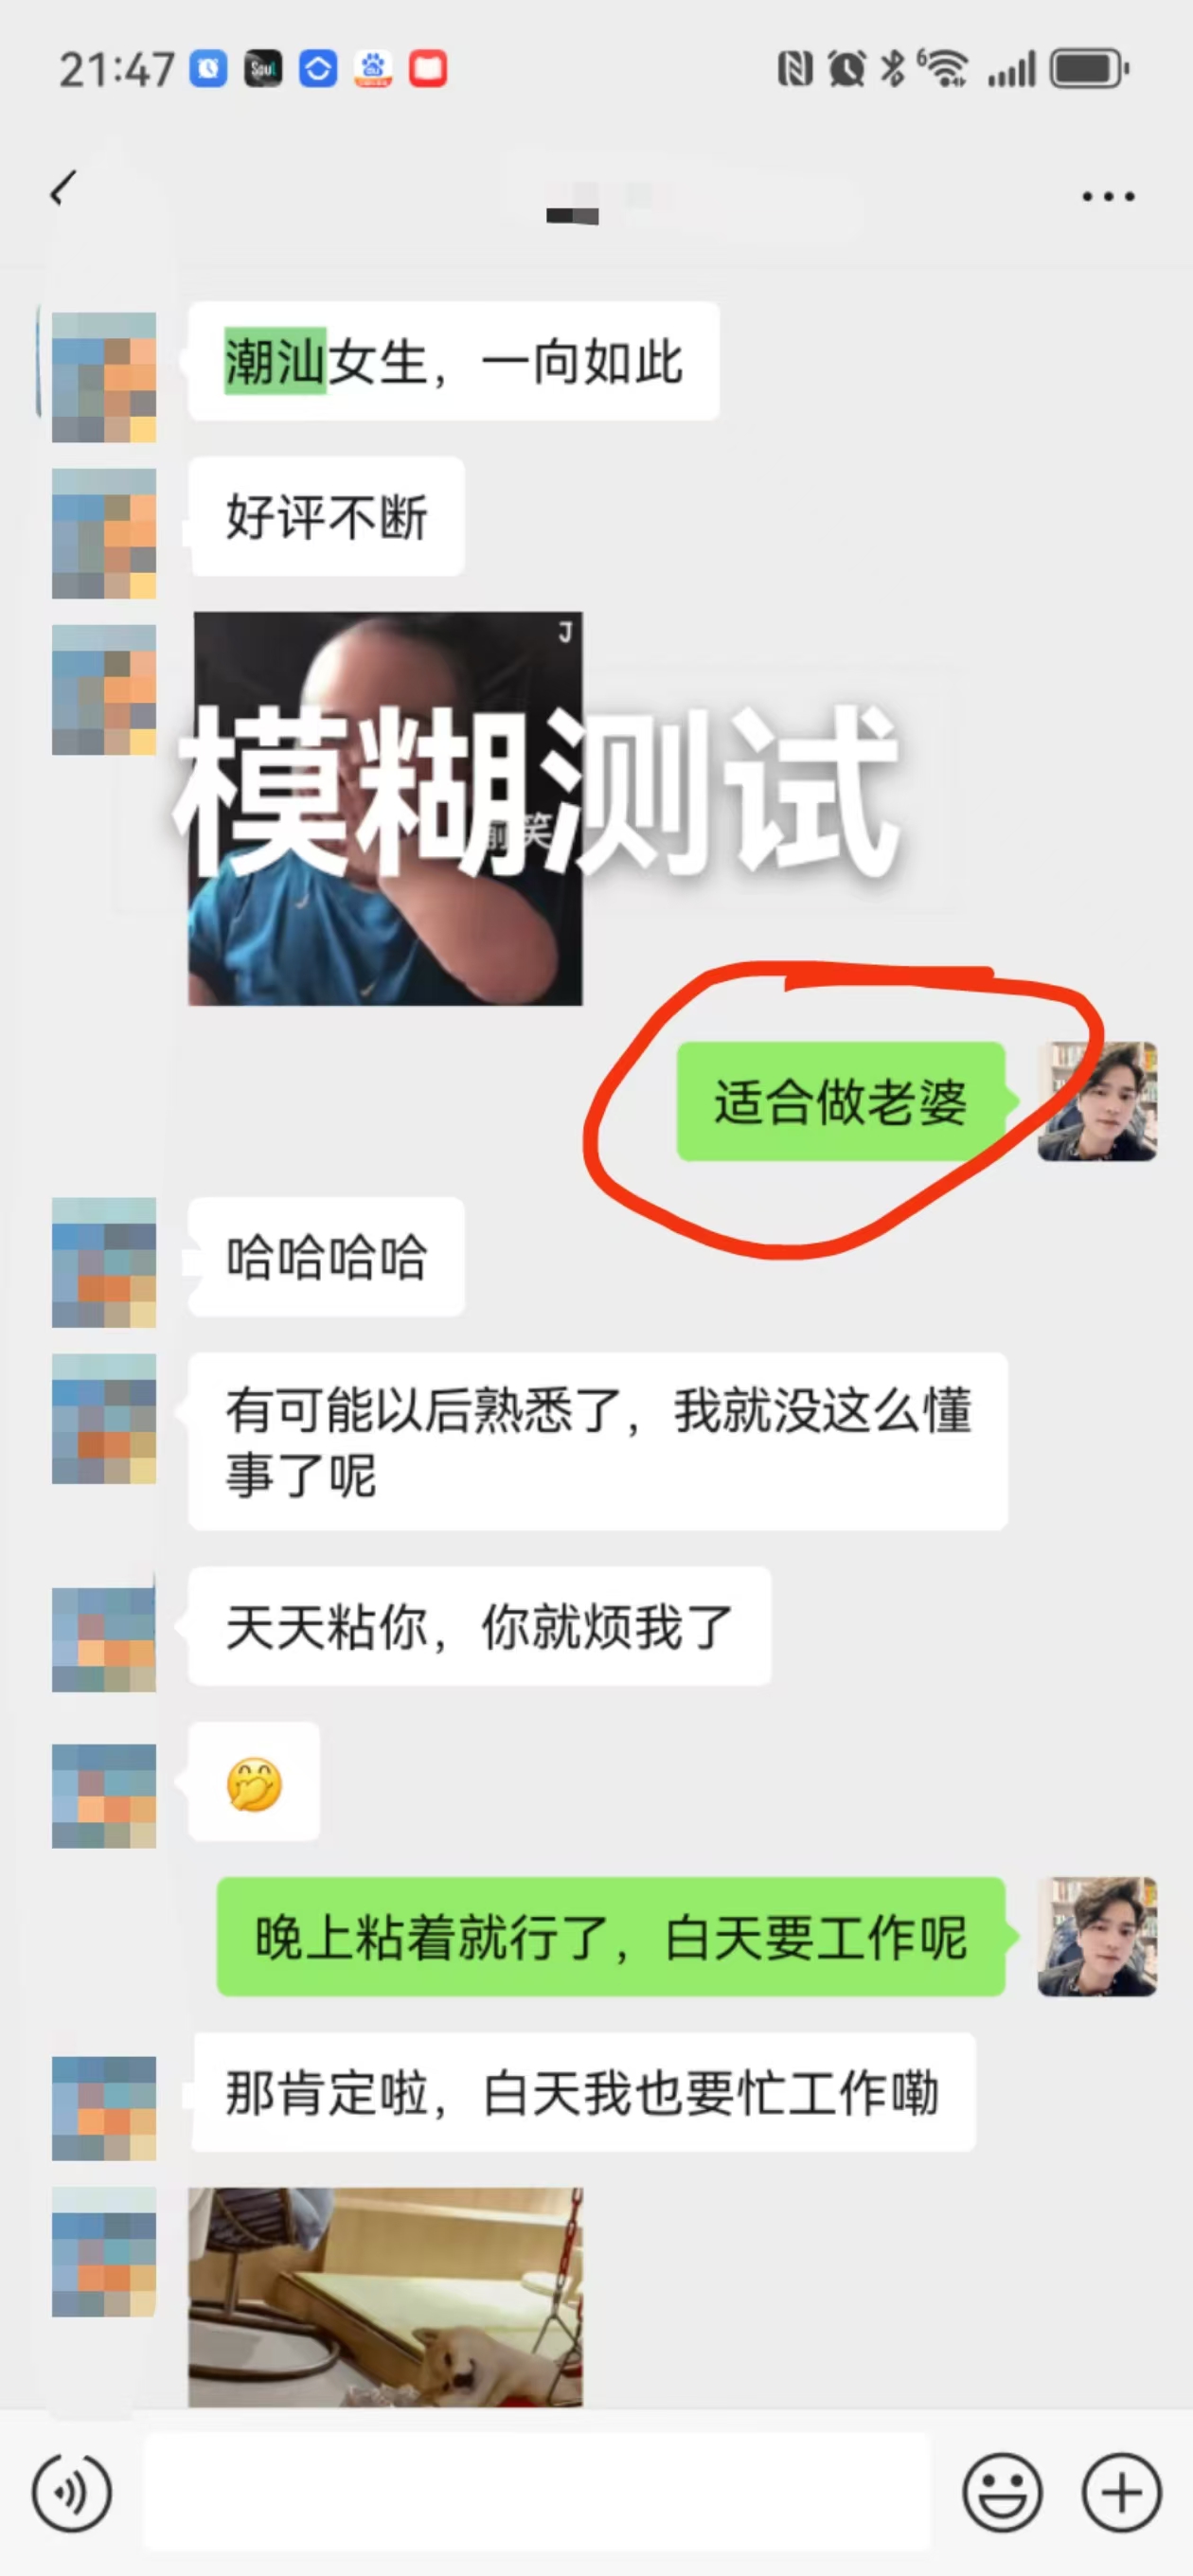 21:47
Soul
潮汕女生，一向如此
好评不断
J
模糊测试
笑
适合做老婆
哈哈哈哈
有可能以后熟悉了，我就没这么懂
事了呢
天天粘你，你就烦我了
晚上粘着就行了，白天要工作呢
那肯定啦，白天我也要忙工作嘞